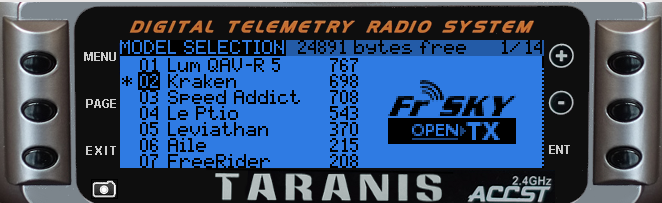 DIGITAL TELEMETRY RADIO SYSTEM
MENU
MODEL SELECTION 24891 bytes free 1/14
+
01 Lum QAV-R 5 767
* 02 Kraken 698
03 Speed Addict 708
04 Le Ptio 543
05 Leviathan 370
06 Aile 215
07 FreeRider 208
PAGE
EXIT
FrSKY
OPEN TX
-
ENT
TARANIS
2.4GHz
ACCST